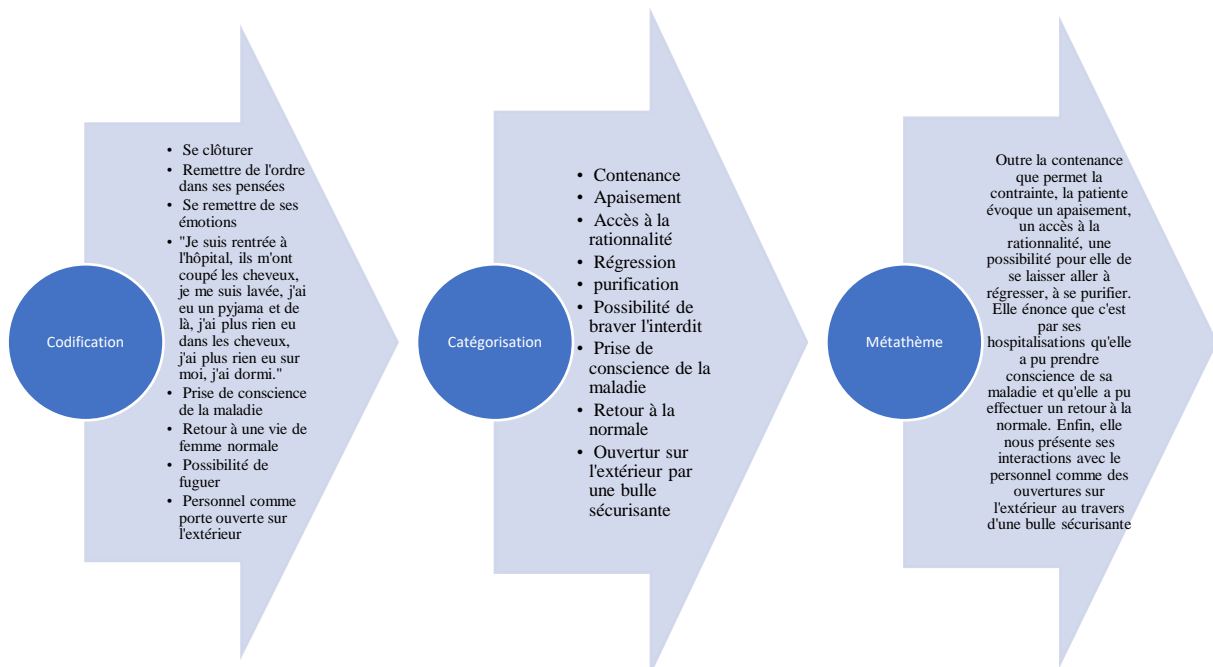 Codification
• Se clôturer
• Remettre de l'ordre
dans ses pensées
• Se remettre de ses
émotions
• "Je suis rentrée à
l'hôpital, ils m'ont
coupé les cheveux,
je me suis lavée, j'ai
eu un pyjama et de
là, j'ai plus rien eu
dans les cheveux,
j'ai plus rien eu sur
moi, j'ai dormi."
• Prise de conscience
de la maladie
• Retour à une vie de
femme normale
• Possibilité de
fuguer
• Personnel comme
porte ouverte sur
l'extérieur
Catégorisation
• Contenance
• Apaisement
• Accès à la
rationnalité
• Régression
• purification
• Possibilité de
braver l'interdit
• Prise de
conscience de la
maladie
• Retour à la
normale
• Ouvertur sur
l'extérieur par
une bulle
sécurisante
Métathème
Outre la contenance
que permet la
contrainte, la patiente
évoque un apaisement,
un accès à la
rationnalité, une
possibilité pour elle de
se laisser aller à
régresser, à se purifier.
Elle énonce que c'est
par ses
hospitalisations qu'elle
a pu prendre
conscience de sa
maladie et qu'elle a pu
effectuer un retour à la
normale. Enfin, elle
nous présente ses
interactions avec le
personnel comme des
ouvertures sur
l'extérieur au travers
d'une bulle sécurisante